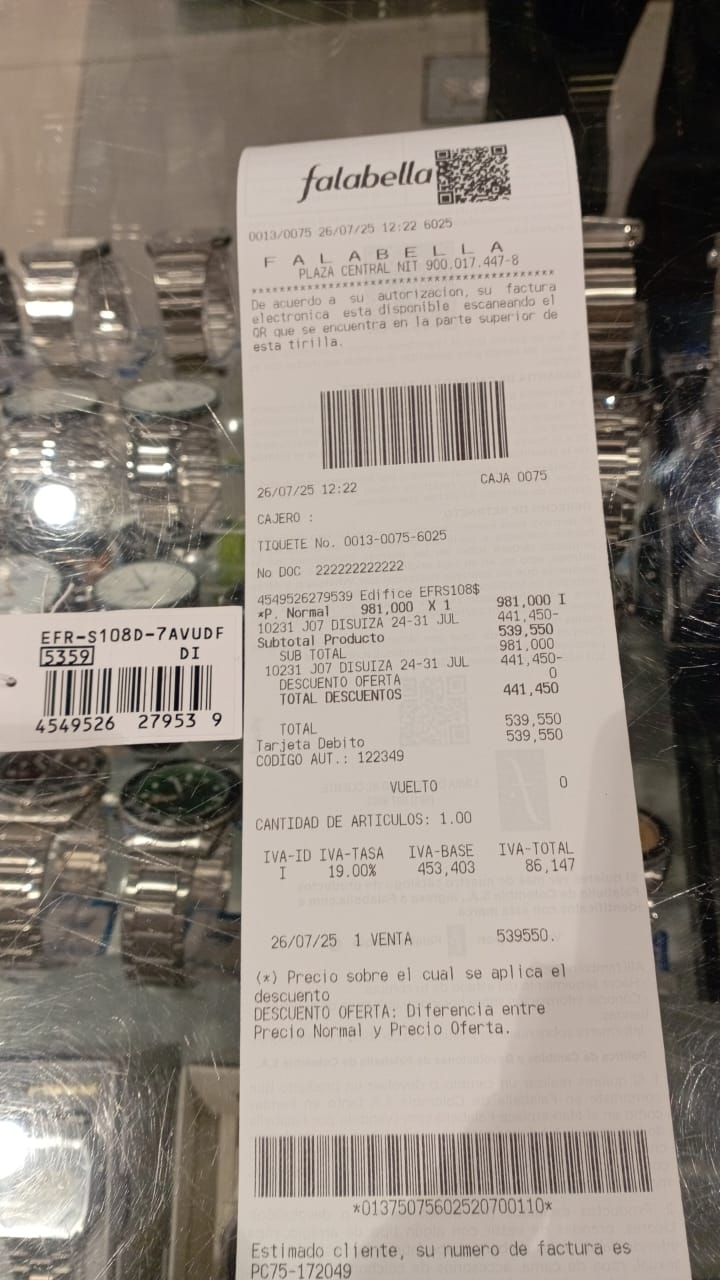 falabella
0013/0075 26/07/25 12:22 6025
F A L A B E L L A
PLAZA CENTRAL NIT 900.017.447-8
****************************************
De acuerdo a su autorizacion, su factura
electronica esta disponible escaneando el
QR que se encuentra en la parte superior de
esta tirilla.
26/07/25 12:22 CAJA 0075
CAJERO :
TIQUETE No. 0013-0075-6025
No DOC 222222222222
4549526279539 Edifice EFRS108$
*P. Normal 981,000 X 1 981,000 I
10231 J07 DISUIZA 24-31 JUL 441,450-
Subtotal Producto 539,550
SUB TOTAL 981,000
10231 J07 DISUIZA 24-31 JUL 441,450-
DESCUENTO OFERTA 0
TOTAL DESCUENTOS 441,450
TOTAL 539,550
Tarjeta Debito 539,550
CODIGO AUT.: 122349
VUELTO 0
CANTIDAD DE ARTICULOS: 1.00
IVA-ID IVA-TASA IVA-BASE IVA-TOTAL
I 19.00% 453,403 86,147
26/07/25 1 VENTA 539550.
(*) Precio sobre el cual se aplica el
descuento
DESCUENTO OFERTA: Diferencia entre
Precio Normal y Precio Oferta.
*01375075602520700110*
Estimado cliente, su numero de factura es
PC75-172049
EFR-S108D-7AVUDF
5359 DI
4549526 27953 9